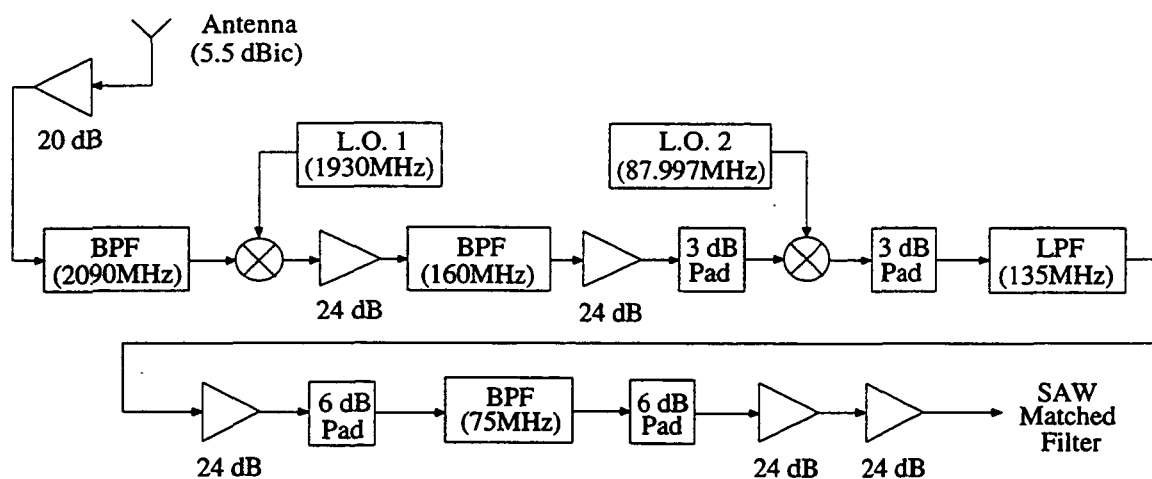 Antenna
(5.5 dBic)
20 dB
L.O. 1
(1930MHz)
L.O. 2
(87.997MHz)
BPF
(2090MHz)
24 dB
BPF
(160MHz)
24 dB
3 dB
Pad
3 dB
Pad
LPF
(135MHz)
24 dB
6 dB
Pad
BPF
(75MHz)
6 dB
Pad
24 dB
24 dB
SAW
Matched
Filter